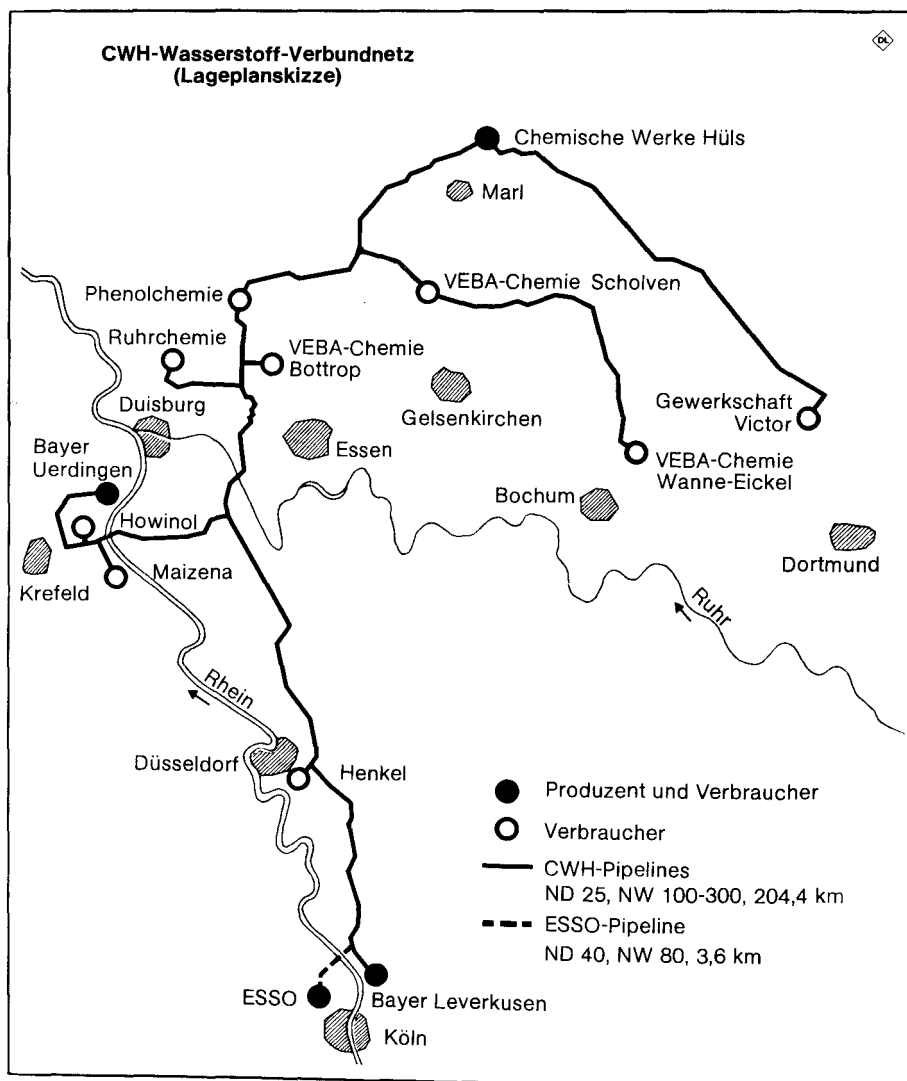 CWH-Wasserstoff-Verbundnetz
(Lageplanskizze)
DL
Chemische Werke Hüls
Marl
VEBA-Chemie Scholven
Phenolchemie
Ruhrchemie
VEBA-Chemie
Bottrop
Duisburg
Gelsenkirchen
Gewerkschaft
Victor
Essen
Bayer
Uerdingen
VEBA-Chemie
Wanne-Eickel
Bochum
Howinol
Dortmund
Krefeld
Maizena
Ruhr
Rhein
Düsseldorf
Henkel
Produzent und Verbraucher
Verbraucher
CWH-Pipelines
ND 25, NW 100-300, 204,4 km
ESSO-Pipeline
ND 40, NW 80, 3,6 km
ESSO
Bayer Leverkusen
Köln